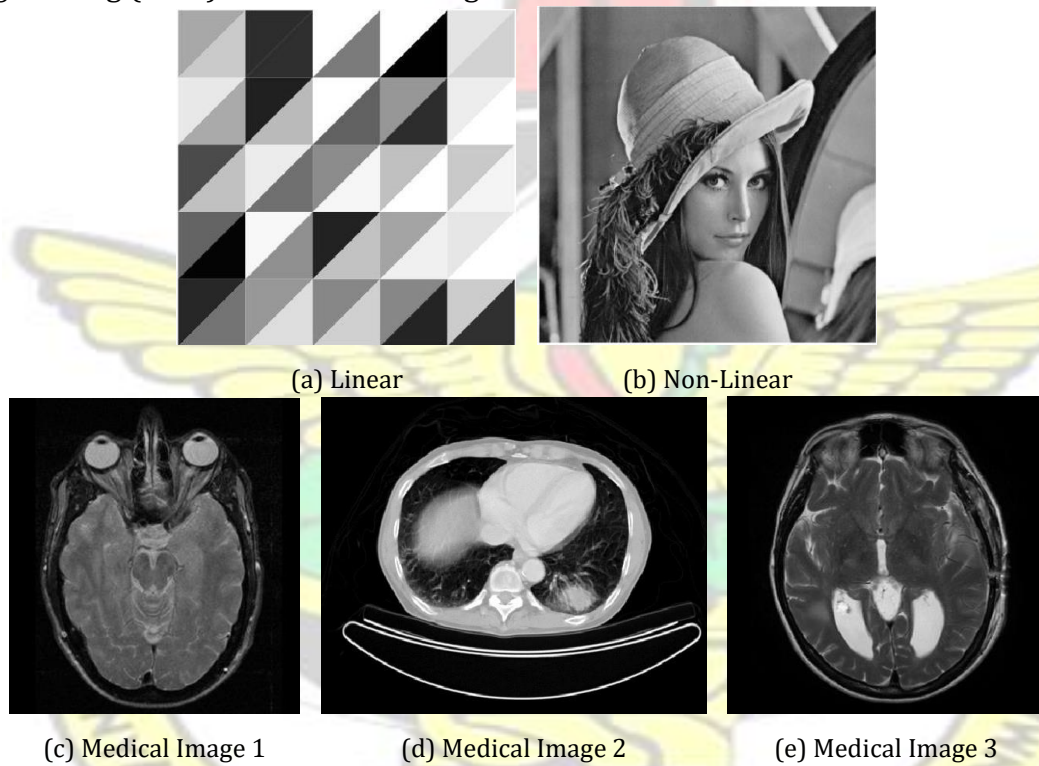 (a) Linear
(b) Non-Linear
(c) Medical Image 1
(d) Medical Image 2
(e) Medical Image 3